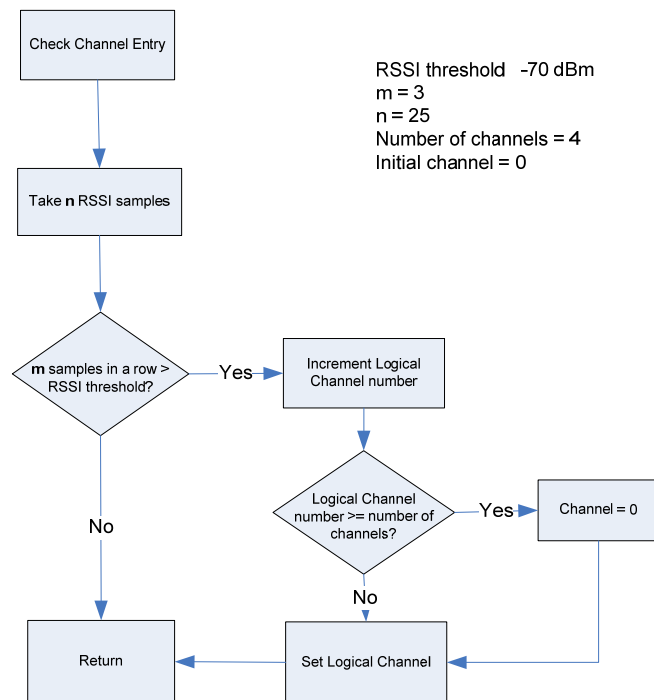 Check Channel Entry
RSSI threshold -70 dBm
m = 3
n = 25
Number of channels = 4
Initial channel = 0
Take n RSSI samples
m samples in a row >
RSSI threshold?
Yes
Increment Logical
Channel number
No
Logical Channel
number >= number of
channels?
Yes
Channel = 0
No
Return
Set Logical Channel